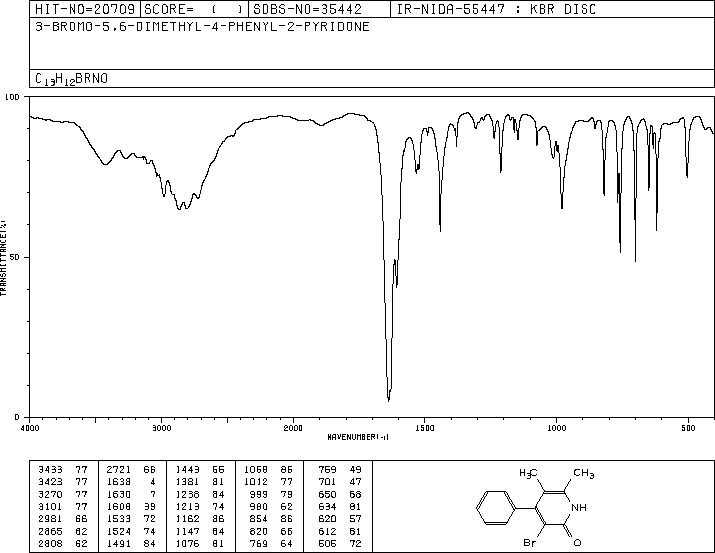 HIT-NO=20709 SCORE= ( ) SDBS-NO=35442 IR-NIDA-55447 : KBR DISC
3-BROMO-5,6-DIMETHYL-4-PHENYL-2-PYRIDONE
C13H12BRNO
100
50
0
TRANSMITTANCE(%)
4000 3000 2000 1500 1000 500
WAVENUMBER(-1)
3433 77 2721 66 1443 55 1068 86 759 49
3423 77 1638 4 1381 81 1012 77 701 47
3270 77 1630 7 1238 84 999 79 650 68
3101 77 1608 39 1213 74 980 62 634 81
2981 66 1533 72 1162 86 854 86 620 57
2865 62 1524 74 1147 84 820 66 612 81
2808 62 1491 84 1076 81 769 64 505 72
H3C CH3
NH
Br O